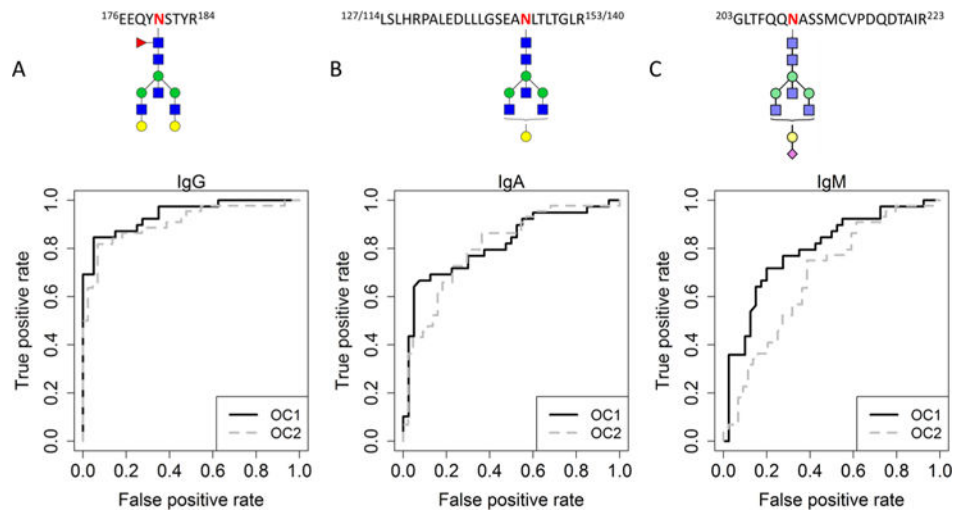 ¹⁷⁶EEQYNSTYR¹⁸⁴
¹²⁷/¹¹⁴LSLHRPALEDLLLGSEANLTLTGLR¹⁵³/¹⁴⁰
²⁰³GLTFQQNASSMCVPDQDTAIR²²³
A
B
C
IgG
True positive rate
1.0
0.8
0.6
0.4
0.2
0.0
OC1
OC2
0.0 0.2 0.4 0.6 0.8 1.0
False positive rate
IgA
True positive rate
1.0
0.8
0.6
0.4
0.2
0.0
OC1
OC2
0.0 0.2 0.4 0.6 0.8 1.0
False positive rate
IgM
True positive rate
1.0
0.8
0.6
0.4
0.2
0.0
OC1
OC2
0.0 0.2 0.4 0.6 0.8 1.0
False positive rate